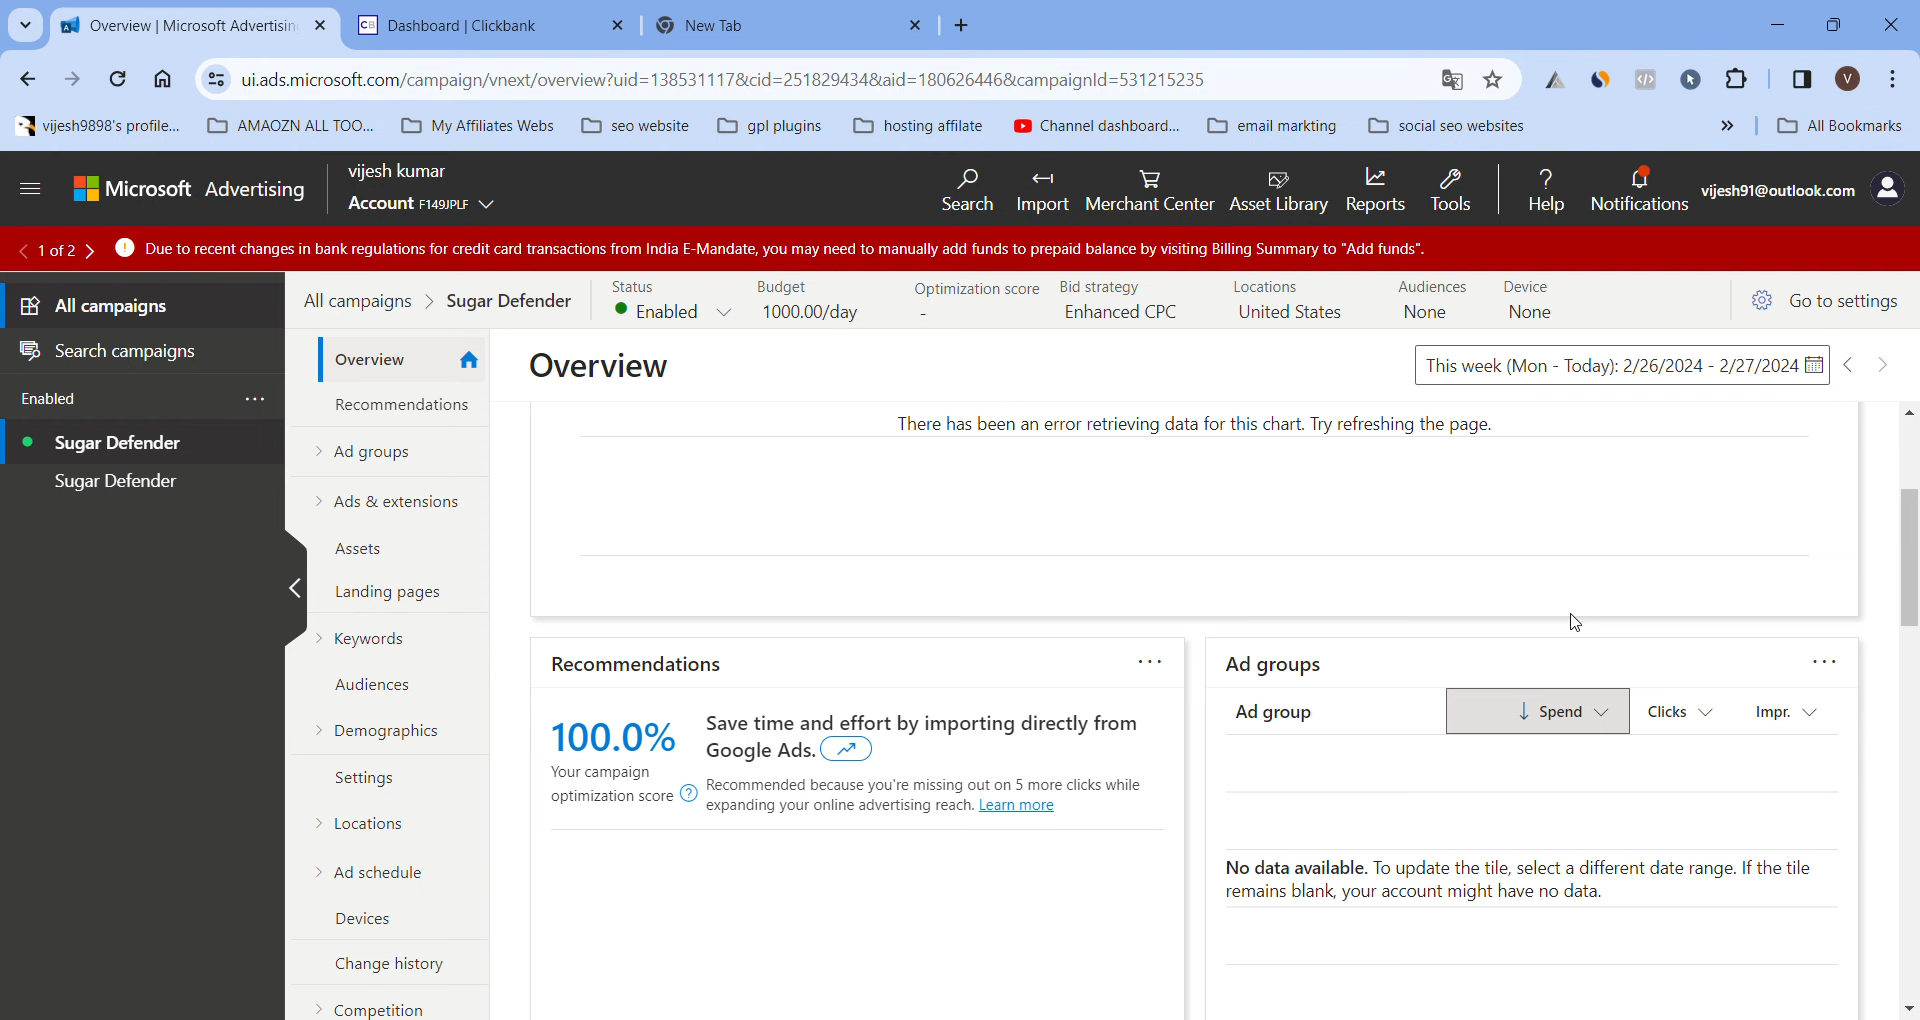 Overview | Microsoft Advertisin
Dashboard | Clickbank
New Tab
ui.ads.microsoft.com/campaign/vnext/overview?uid=138531117&cid=251829434&aid=180626446&campaignId=531215235
V
vijesh9898's profile...
AMAOZN ALL TOO...
My Affiliates Webs
seo website
gpl plugins
hosting affilate
Channel dashboard...
email markting
social seo websites
All Bookmarks
Microsoft Advertising
vijesh kumar
Account F149JPLF
Search
Import
Merchant Center
Asset Library
Reports
Tools
Help
Notifications
vijesh91@outlook.com
1 of 2
Due to recent changes in bank regulations for credit card transactions from India E-Mandate, you may need to manually add funds to prepaid balance by visiting Billing Summary to "Add funds".
All campaigns
Search campaigns
Enabled
Sugar Defender
Sugar Defender
All campaigns > Sugar Defender
Status
Enabled
Budget
1000.00/day
Optimization score
-
Bid strategy
Enhanced CPC
Locations
United States
Audiences
None
Device
None
Go to settings
Overview
Recommendations
Ad groups
Ads & extensions
Assets
Landing pages
Keywords
Audiences
Demographics
Settings
Locations
Ad schedule
Devices
Change history
Competition
Overview
This week (Mon - Today): 2/26/2024 - 2/27/2024
There has been an error retrieving data for this chart. Try refreshing the page.
Recommendations
100.0%
Your campaign
optimization score
Save time and effort by importing directly from
Google Ads.
Recommended because you're missing out on 5 more clicks while
expanding your online advertising reach. Learn more
Ad groups
Ad group
Spend
Clicks
Impr.
No data available. To update the tile, select a different date range. If the tile
remains blank, your account might have no data.